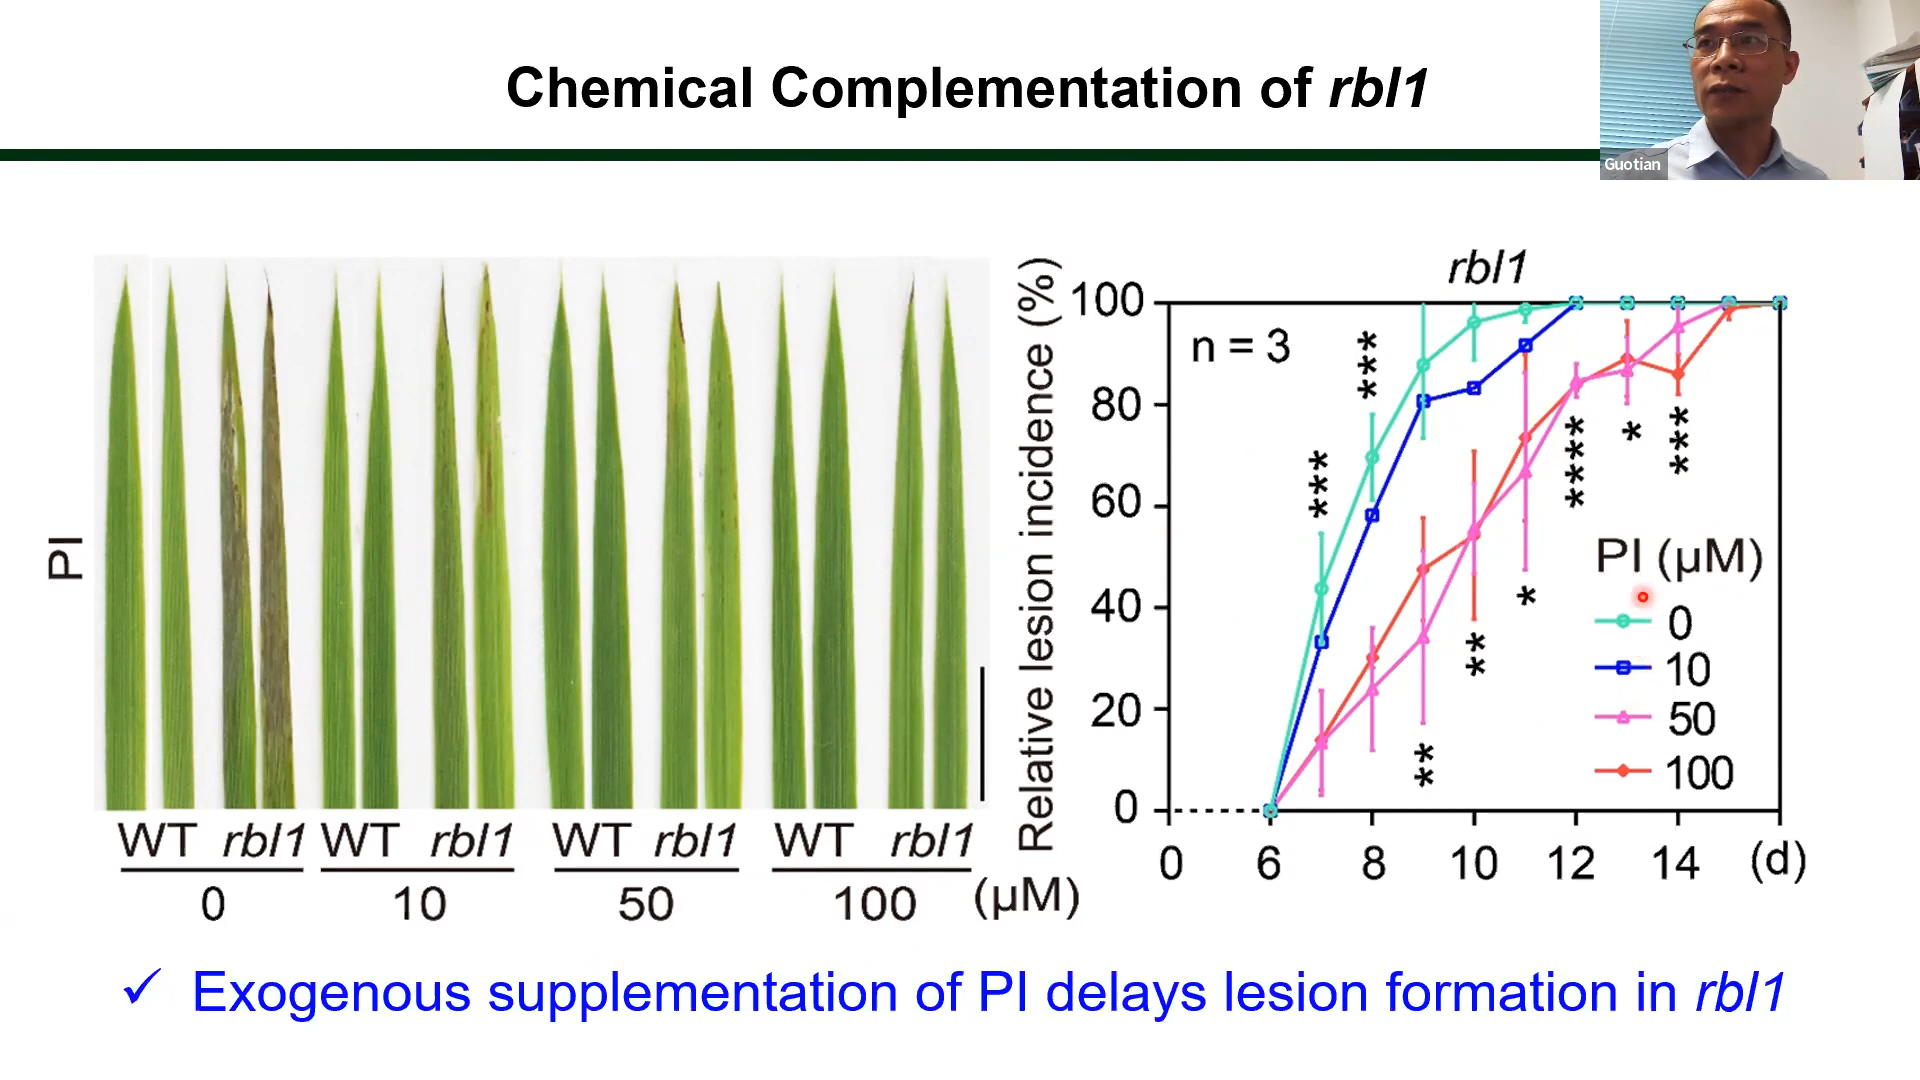 Chemical Complementation of rbl1
Guotian
PI
WT rbl1 WT rbl1 WT rbl1 WT rbl1
0 10 50 100 (µM)
Relative lesion incidence (%)
rbl1
100
80
60
40
20
0
n = 3
***
***
**
**
*
****
*
***
PI (µM)
0
10
50
100
0 6 8 10 12 14 (d)
✓ Exogenous supplementation of PI delays lesion formation in rbl1